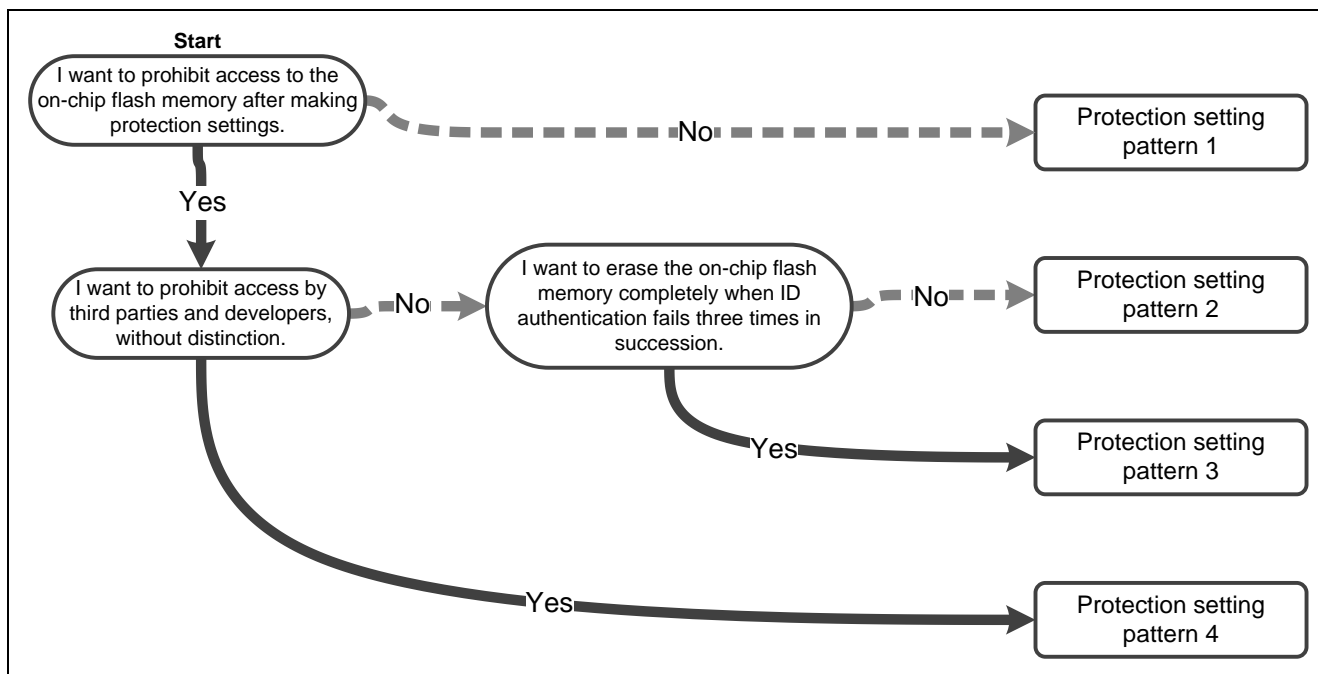 Start
I want to prohibit access to the
on-chip flash memory after making
protection settings.
No
Protection setting
pattern 1
Yes
I want to prohibit access by
third parties and developers,
without distinction.
No
I want to erase the on-chip flash
memory completely when ID
authentication fails three times in
succession.
No
Protection setting
pattern 2
Yes
Protection setting
pattern 3
Yes
Protection setting
pattern 4